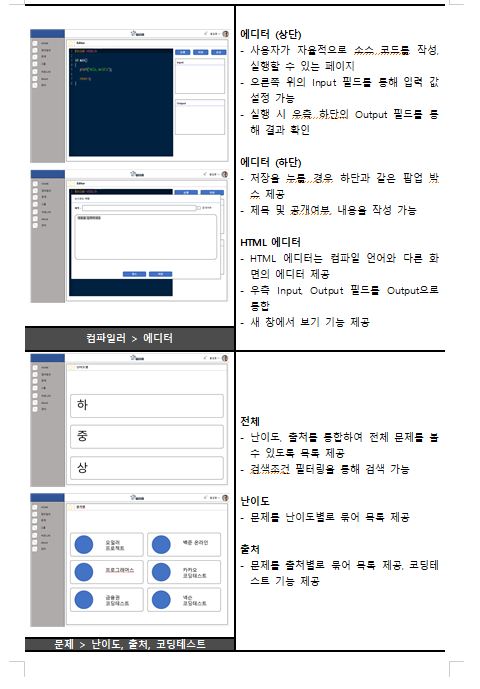 에디터 (상단)
- 사용자가 자율적으로 소스 코드를 작성,
실행할 수 있는 페이지
- 오른쪽 위의 Input 필드를 통해 입력 값
설정 가능
- 실행 시 우측 하단의 Output 필드를 통
해 결과 확인
에디터 (하단)
- 저장을 누를 경우 하단과 같은 팝업 박
스 제공
- 제목 및 공개여부, 내용을 작성 가능
HTML 에디터
- HTML 에디터는 컴파일 언어와 다른 화
면의 에디터 제공
- 우측 Input, Output 필드를 Output으로
통합
- 새 창에서 보기 기능 제공
Editor
Input
Output
Editor
컴파일러 > 에디터
난이도별
하
중
상
출처별
오일러
프로젝트
백준 온라인
프로그래머스
카카오
코딩테스트
금융권
코딩테스트
넥슨
코딩테스트
문제 > 난이도, 출처, 코딩테스트
전체
- 난이도, 출처를 통합하여 전체 문제를 볼
수 있도록 목록 제공
- 검색조건 필터링을 통해 검색 가능
난이도
- 문제를 난이도별로 묶어 목록 제공
출처
- 문제를 출처별로 묶어 목록 제공, 코딩테
스트 기능 제공